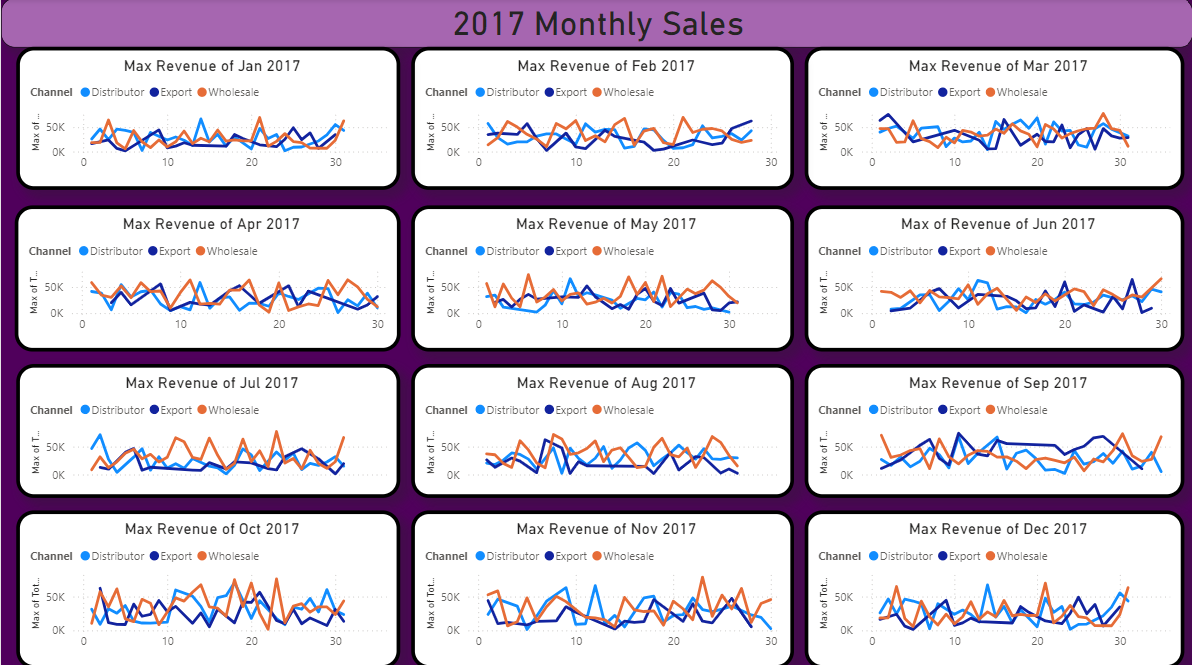 2017 Monthly Sales
Max Revenue of Jan 2017
Channel Distributor Export Wholesale
Max of ...
50K
0K
0 10 20 30
Max Revenue of Feb 2017
Channel Distributor Export Wholesale
Max of ...
50K
0K
0 10 20 30
Max Revenue of Mar 2017
Channel Distributor Export Wholesale
Max of ...
50K
0K
0 10 20 30
Max Revenue of Apr 2017
Channel Distributor Export Wholesale
Max of T...
50K
0K
0 10 20 30
Max Revenue of May 2017
Channel Distributor Export Wholesale
Max of T...
50K
0K
0 10 20 30
Max of Revenue of Jun 2017
Channel Distributor Export Wholesale
Max of T...
50K
0K
0 10 20 30
Max Revenue of Jul 2017
Channel Distributor Export Wholesale
Max of T...
50K
0K
0 10 20 30
Max Revenue of Aug 2017
Channel Distributor Export Wholesale
Max of T...
50K
0K
0 10 20 30
Max Revenue of Sep 2017
Channel Distributor Export Wholesale
Max of T...
50K
0K
0 10 20 30
Max Revenue of Oct 2017
Channel Distributor Export Wholesale
Max of Tot...
50K
0K
0 10 20 30
Max Revenue of Nov 2017
Channel Distributor Export Wholesale
Max of Tot...
50K
0K
0 10 20 30
Max Revenue of Dec 2017
Channel Distributor Export Wholesale
Max of Tot...
50K
0K
0 10 20 30